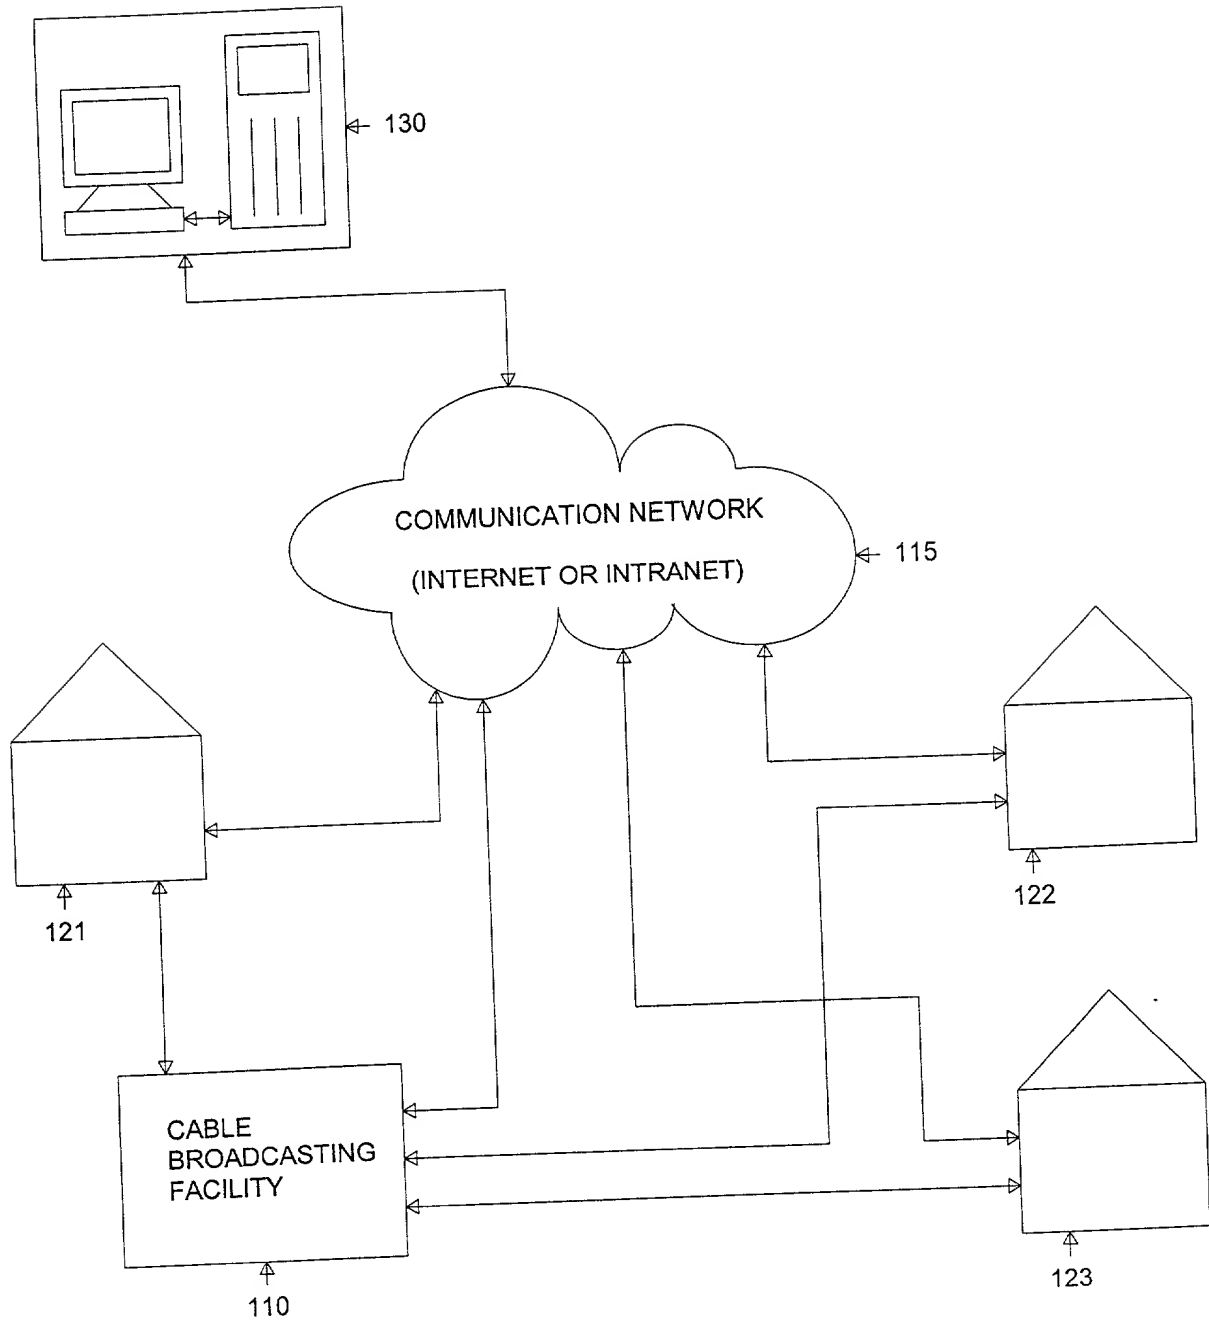 130
COMMUNICATION NETWORK
(INTERNET OR INTRANET)
115
121
122
CABLE
BROADCASTING
FACILITY
110
123